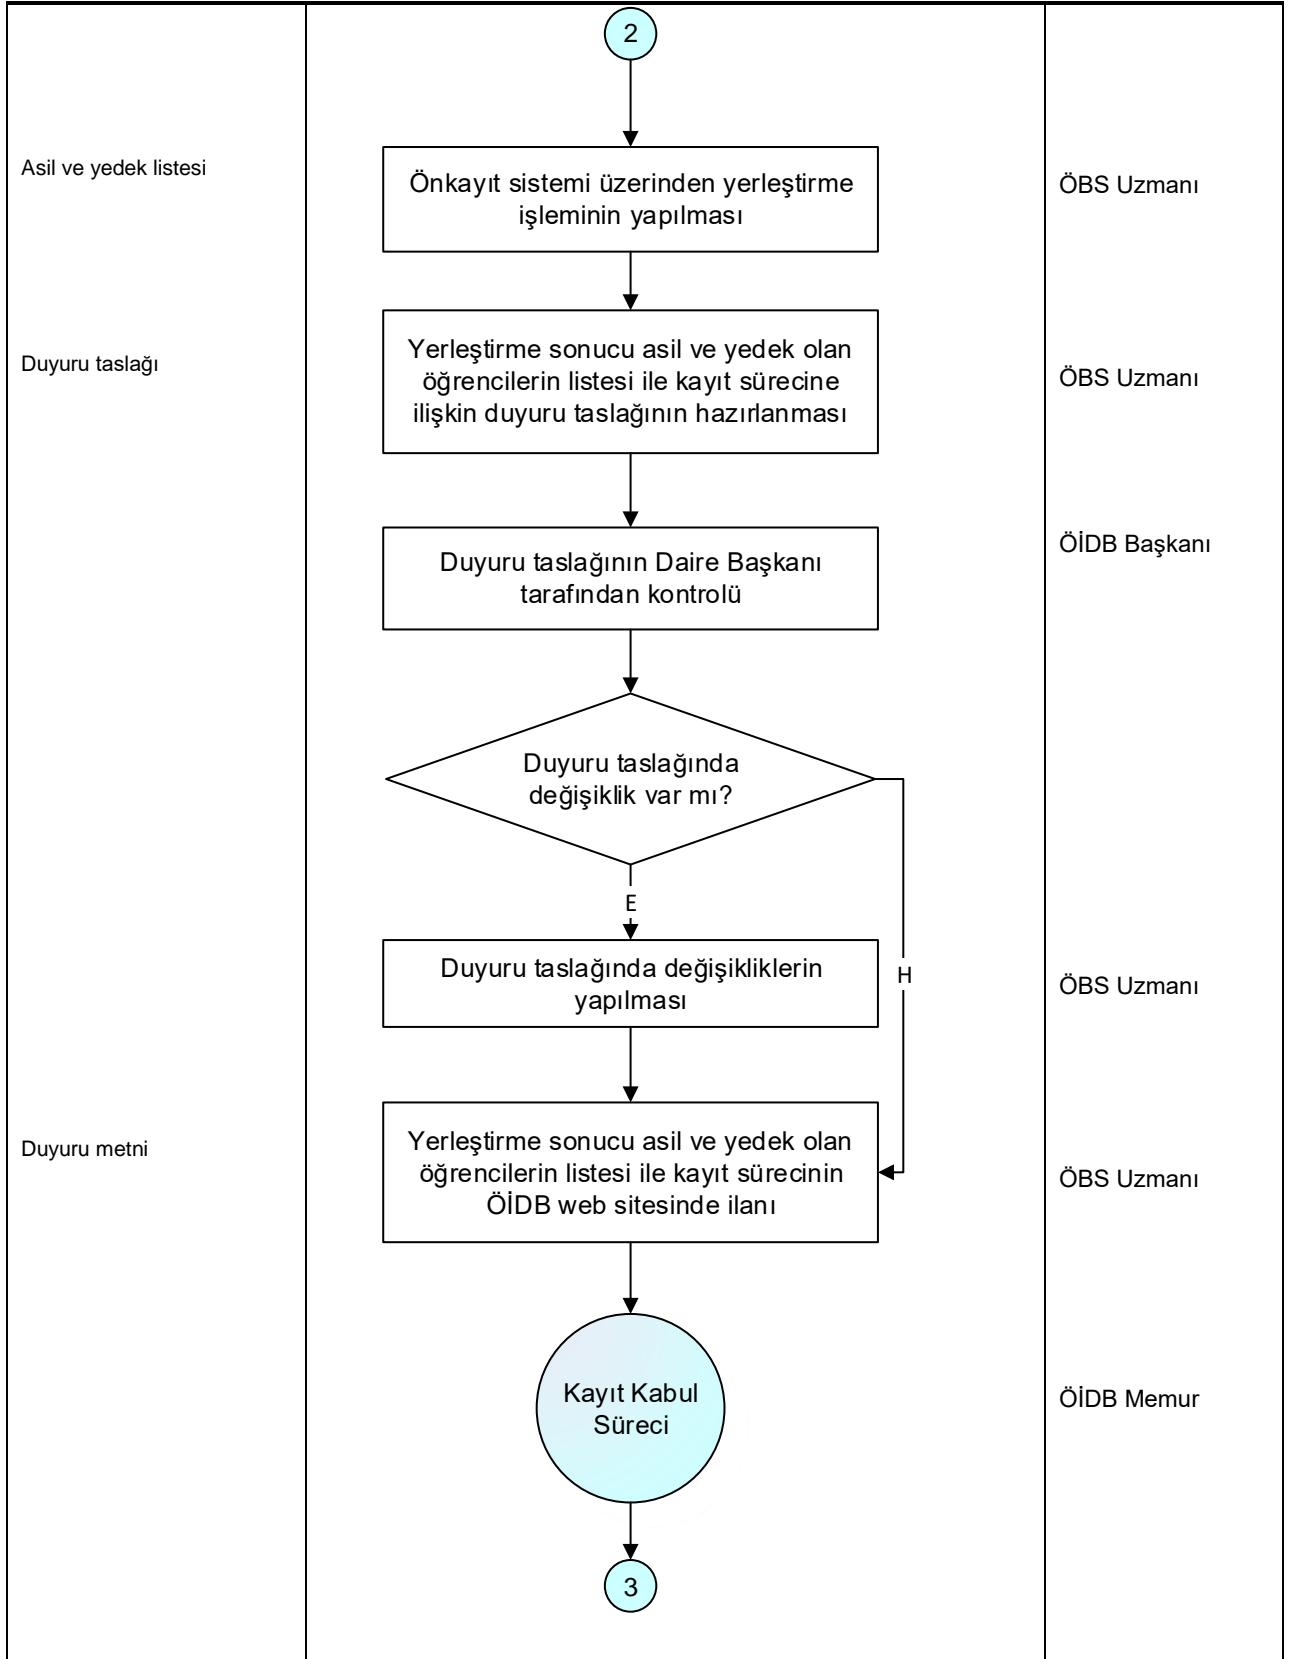 2
Asil ve yedek listesi
Önkayıt sistemi üzerinden yerleştirme
işleminin yapılması
ÖBS Uzmanı
Duyuru taslağı
Yerleştirme sonucu asil ve yedek olan
öğrencilerin listesi ile kayıt sürecine
ilişkin duyuru taslağının hazırlanması
ÖBS Uzmanı
Duyuru taslağının Daire Başkanı
tarafından kontrolü
ÖİDB Başkanı
Duyuru taslağında
değişiklik var mı?
E
H
Duyuru taslağında değişikliklerin
yapılması
ÖBS Uzmanı
Duyuru metni
Yerleştirme sonucu asil ve yedek olan
öğrencilerin listesi ile kayıt sürecinin
ÖİDB web sitesinde ilanı
ÖBS Uzmanı
Kayıt Kabul
Süreci
ÖİDB Memur
3